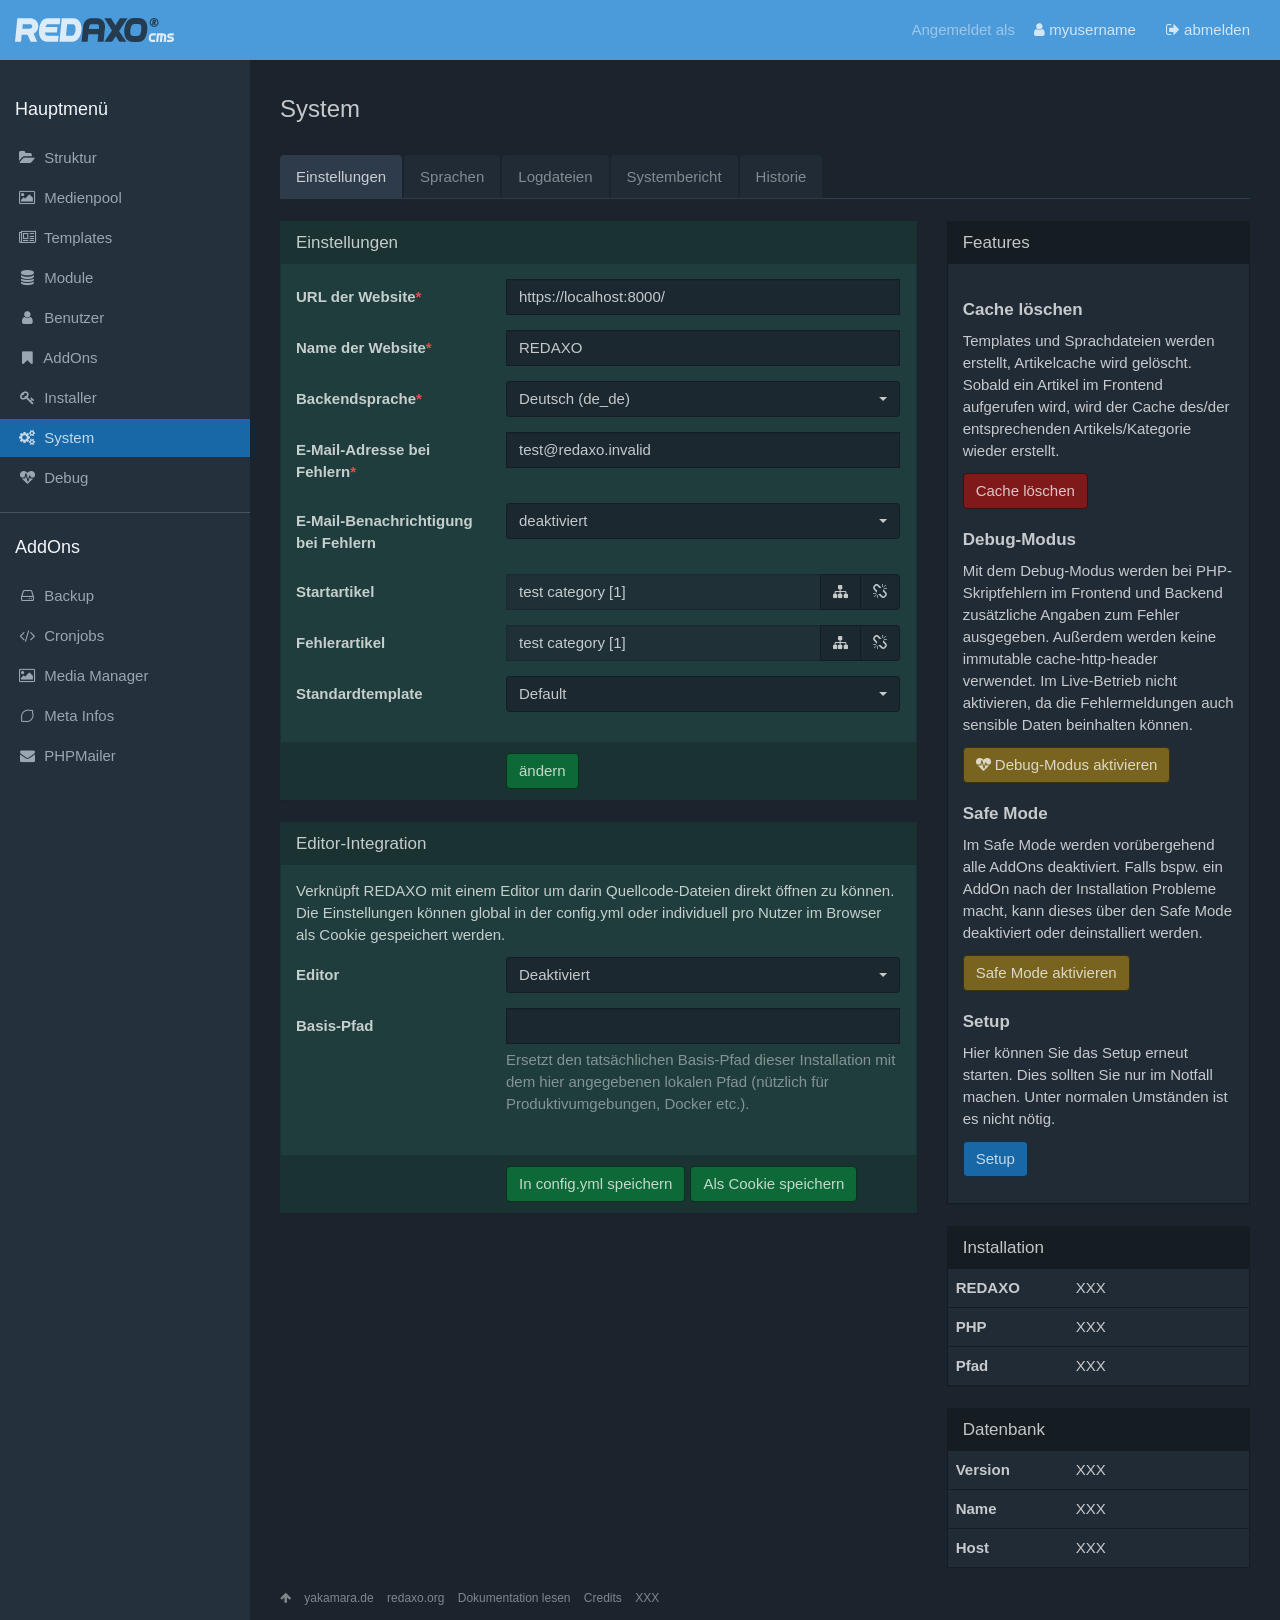 REDAXO® cms
Angemeldet als myusername abmelden
Hauptmenü
Struktur
Medienpool
Templates
Module
Benutzer
AddOns
Installer
System
Debug
AddOns
Backup
Cronjobs
Media Manager
Meta Infos
PHPMailer
System
Einstellungen Sprachen Logdateien Systembericht Historie
Einstellungen
URL der Website* https://localhost:8000/
Name der Website* REDAXO
Backendsprache* Deutsch (de_de)
E-Mail-Adresse bei
Fehlern*
test@redaxo.invalid
E-Mail-Benachrichtigung
bei Fehlern
deaktiviert
Startartikel test category [1]
Fehlerartikel test category [1]
Standardtemplate Default
ändern
Editor-Integration
Verknüpft REDAXO mit einem Editor um darin Quellcode-Dateien direkt öffnen zu können.
Die Einstellungen können global in der config.yml oder individuell pro Nutzer im Browser
als Cookie gespeichert werden.
Editor Deaktiviert
Basis-Pfad
Ersetzt den tatsächlichen Basis-Pfad dieser Installation mit
dem hier angegebenen lokalen Pfad (nützlich für
Produktivumgebungen, Docker etc.).
In config.yml speichern Als Cookie speichern
Features
Cache löschen
Templates und Sprachdateien werden
erstellt, Artikelcache wird gelöscht.
Sobald ein Artikel im Frontend
aufgerufen wird, wird der Cache des/der
entsprechenden Artikels/Kategorie
wieder erstellt.
Cache löschen
Debug-Modus
Mit dem Debug-Modus werden bei PHP-
Skriptfehlern im Frontend und Backend
zusätzliche Angaben zum Fehler
ausgegeben. Außerdem werden keine
immutable cache-http-header
verwendet. Im Live-Betrieb nicht
aktivieren, da die Fehlermeldungen auch
sensible Daten beinhalten können.
Debug-Modus aktivieren
Safe Mode
Im Safe Mode werden vorübergehend
alle AddOns deaktiviert. Falls bspw. ein
AddOn nach der Installation Probleme
macht, kann dieses über den Safe Mode
deaktiviert oder deinstalliert werden.
Safe Mode aktivieren
Setup
Hier können Sie das Setup erneut
starten. Dies sollten Sie nur im Notfall
machen. Unter normalen Umständen ist
es nicht nötig.
Setup
Installation
REDAXO XXX
PHP XXX
Pfad XXX
Datenbank
Version XXX
Name XXX
Host XXX
yakamara.de redaxo.org Dokumentation lesen Credits XXX